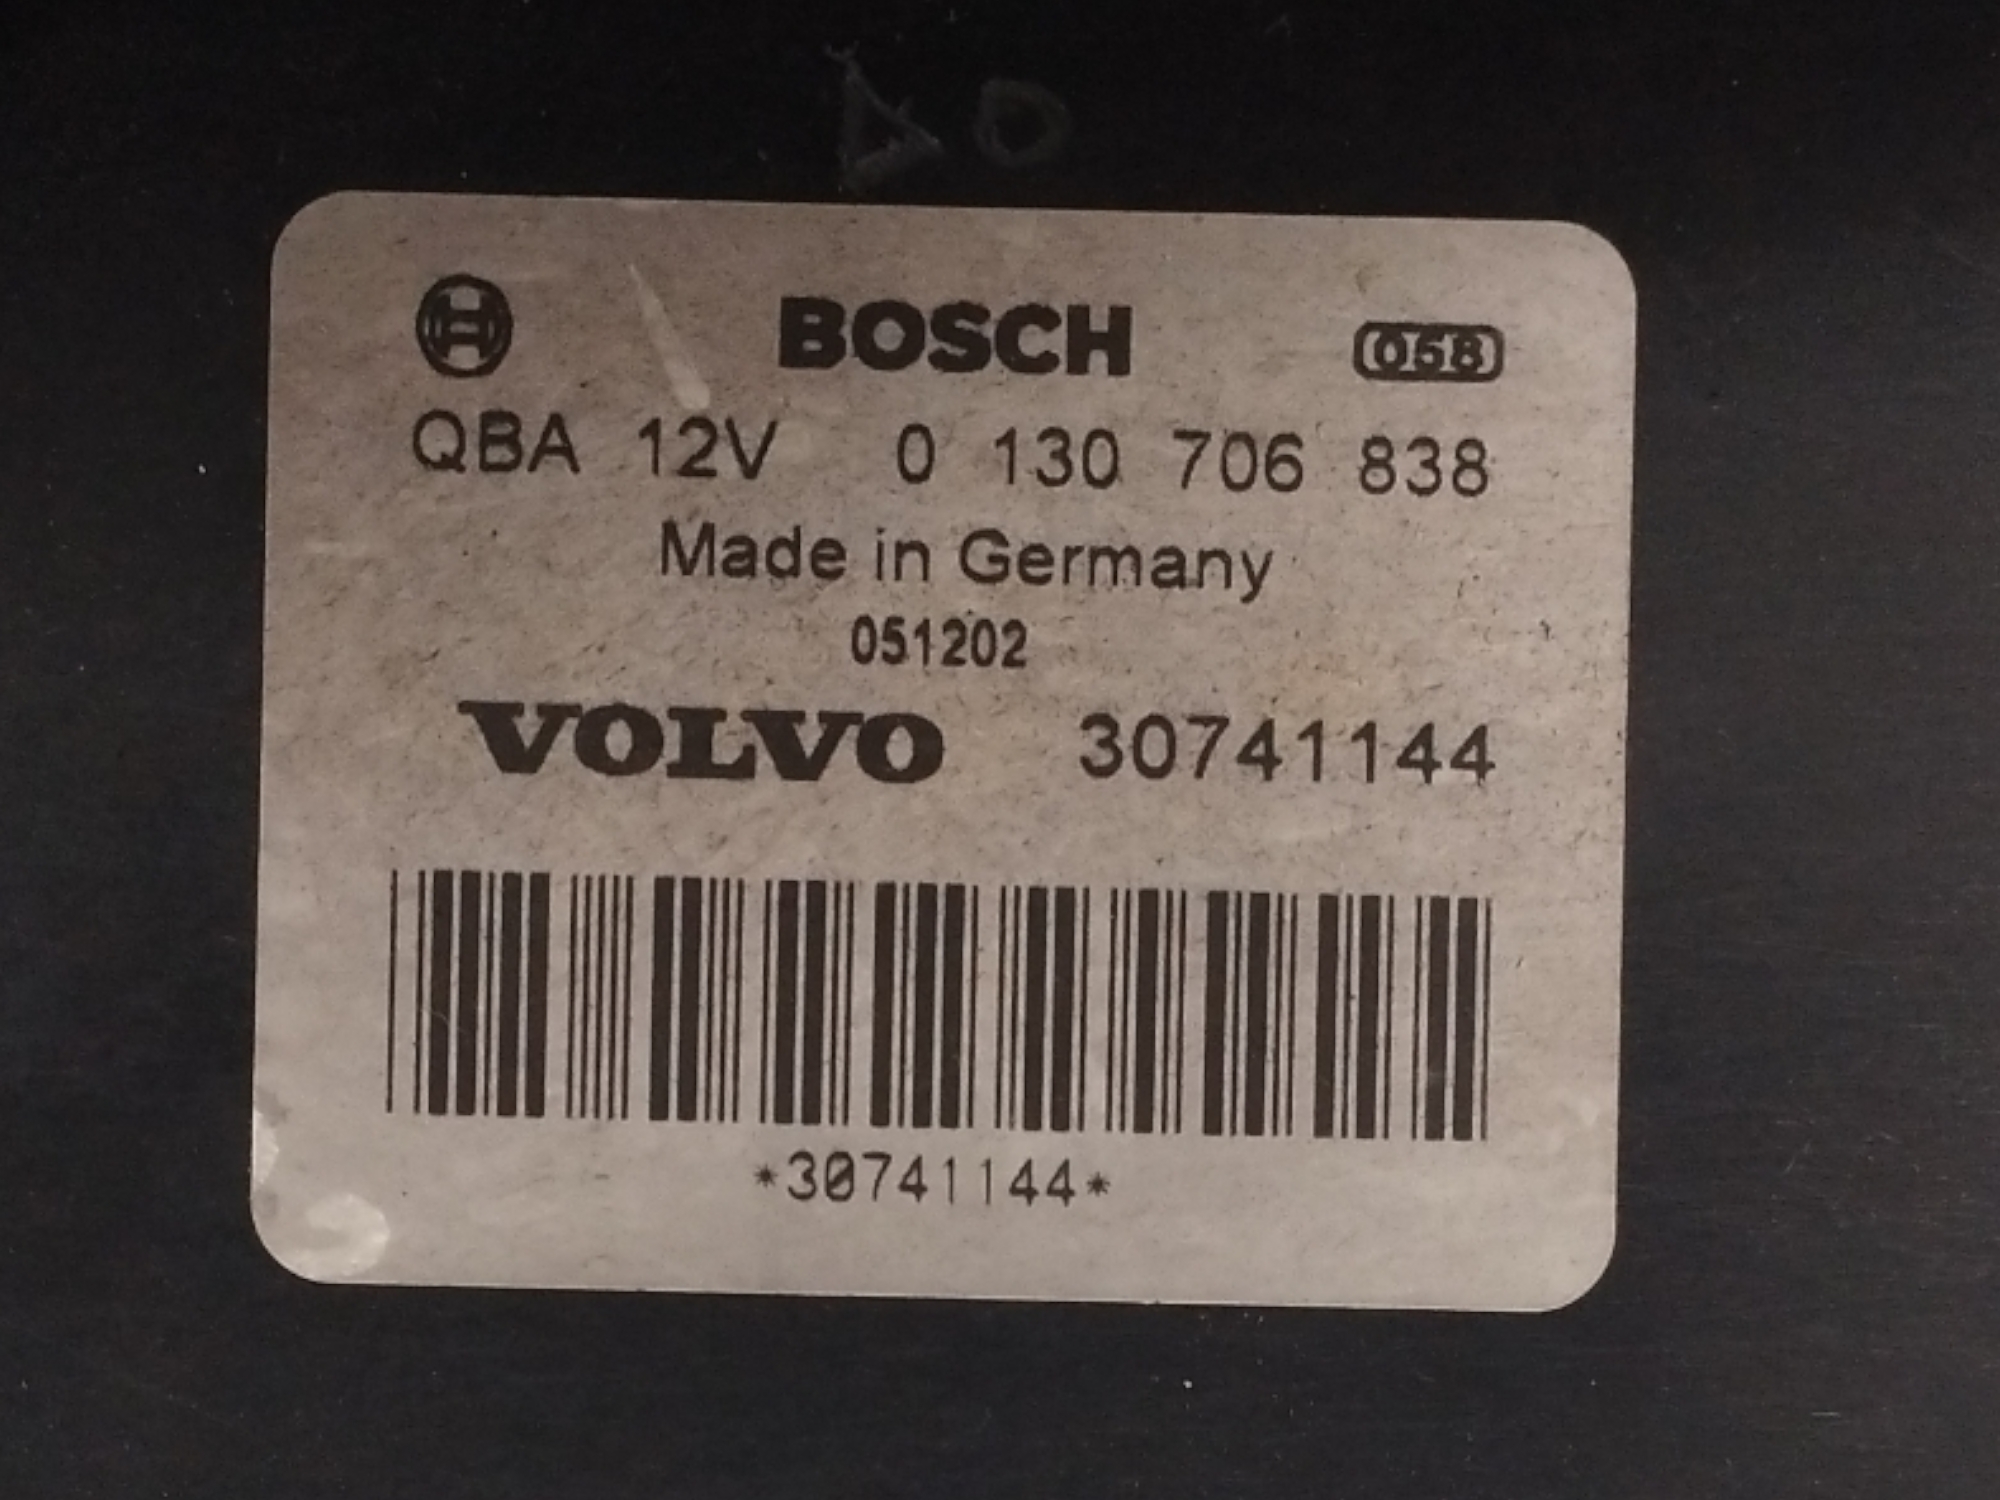 BOSCH 058
QBA 12V 0 130 706 838
Made in Germany
051202
VOLVO 30741144
*30741144*